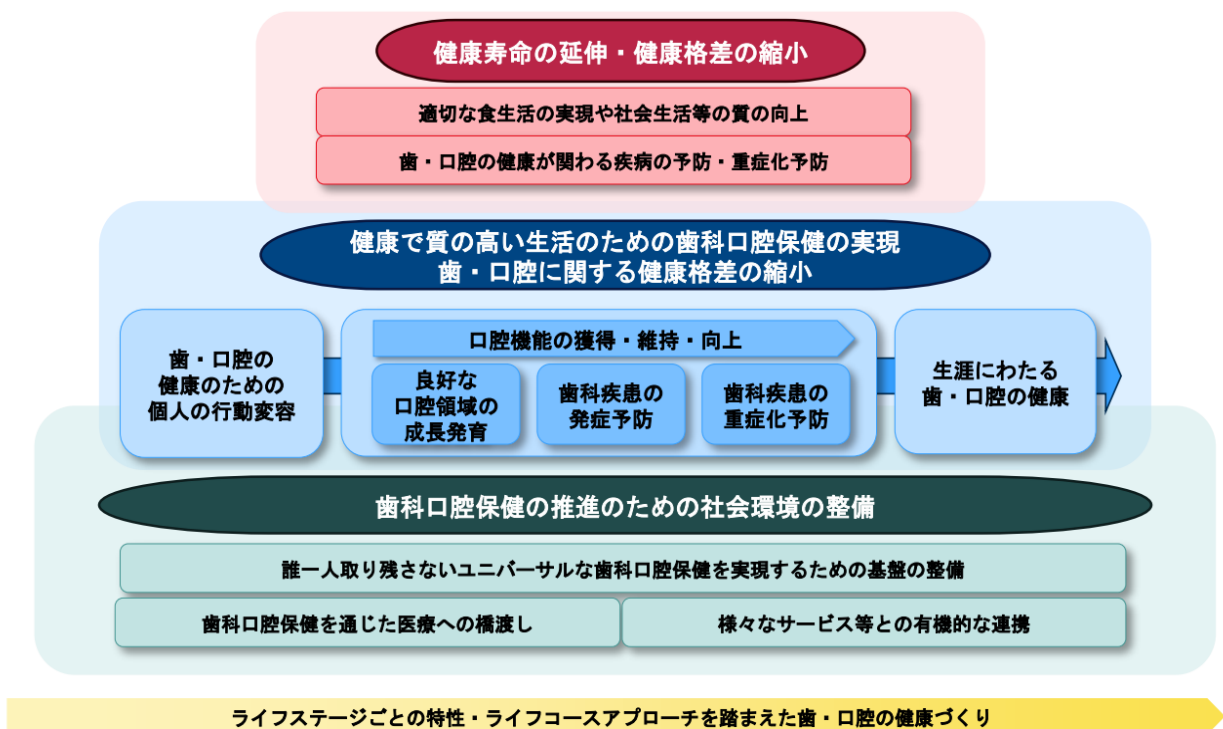 健康寿命の延伸・健康格差の縮小
適切な食生活の実現や社会生活等の質の向上
歯・口腔の健康が関わる疾病の予防・重症化予防
健康で質の高い生活のための歯科口腔保健の実現
歯・口腔に関する健康格差の縮小
歯・口腔の
健康のための
個人の行動変容
口腔機能の獲得・維持・向上
良好な
口腔領域の
成長発育
歯科疾患の
発症予防
歯科疾患の
重症化予防
生涯にわたる
歯・口腔の健康
歯科口腔保健の推進のための社会環境の整備
誰一人取り残さないユニバーサルな歯科口腔保健を実現するための基盤の整備
歯科口腔保健を通じた医療への橋渡し
様々なサービス等との有機的な連携
ライフステージごとの特性・ライフコースアプローチを踏まえた歯・口腔の健康づくり